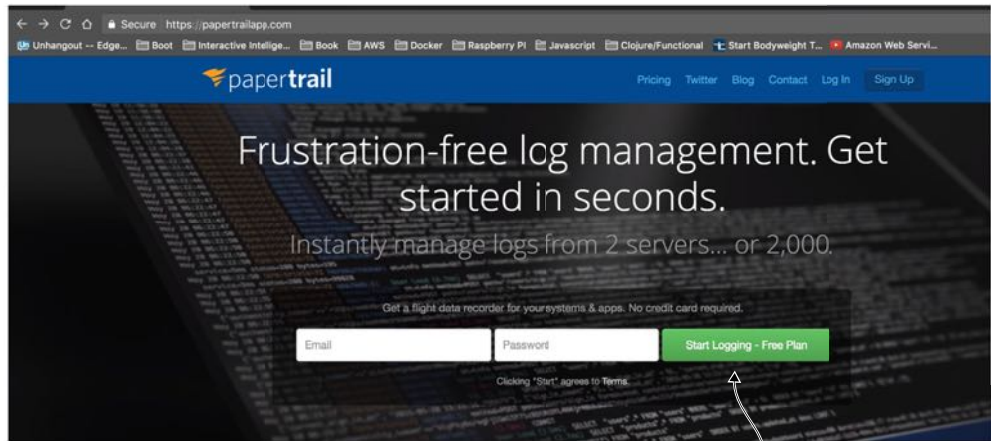 Secure https://papertrailapp.com
Unhangout -- Edge... Boot Interactive Intellige... Book AWS Docker Raspberry Pi Javascript Clojure/Functional Start Bodyweight T... Amazon Web Servi...
papertrail Pricing Twitter Blog Contact Log In Sign Up
Frustration-free log management. Get
started in seconds.
Instantly manage logs from 2 servers... or 2,000.
Get a flight data recorder for your systems & apps. No credit card required.
Email Password Start Logging - Free Plan
Clicking "Start" agrees to Terms.